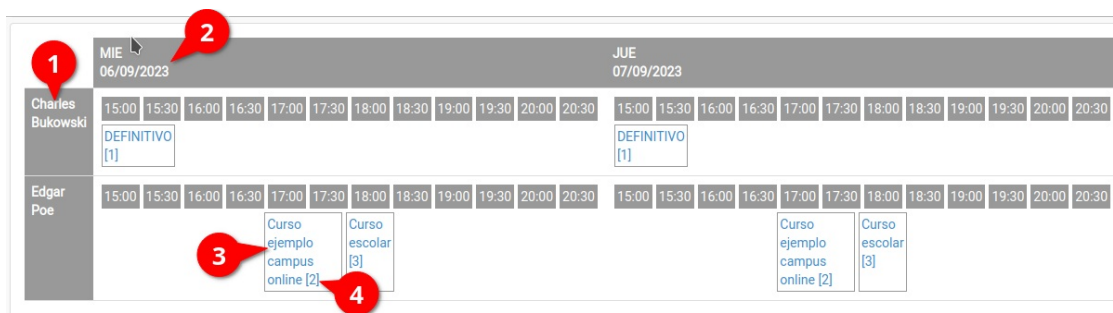 2
1
MIE
06/09/2023
JUE
07/09/2023
Charles
Bukowski
15:00 15:30 16:00 16:30 17:00 17:30 18:00 18:30 19:00 19:30 20:00 20:30
15:00 15:30 16:00 16:30 17:00 17:30 18:00 18:30 19:00 19:30 20:00 20:30
DEFINITIVO
[1]
DEFINITIVO
[1]
Edgar
Poe
15:00 15:30 16:00 16:30 17:00 17:30 18:00 18:30 19:00 19:30 20:00 20:30
15:00 15:30 16:00 16:30 17:00 17:30 18:00 18:30 19:00 19:30 20:00 20:30
3
Curso
ejemplo
campus
online [2]
4
Curso
escolar
[3]
Curso
ejemplo
campus
online [2]
Curso
escolar
[3]